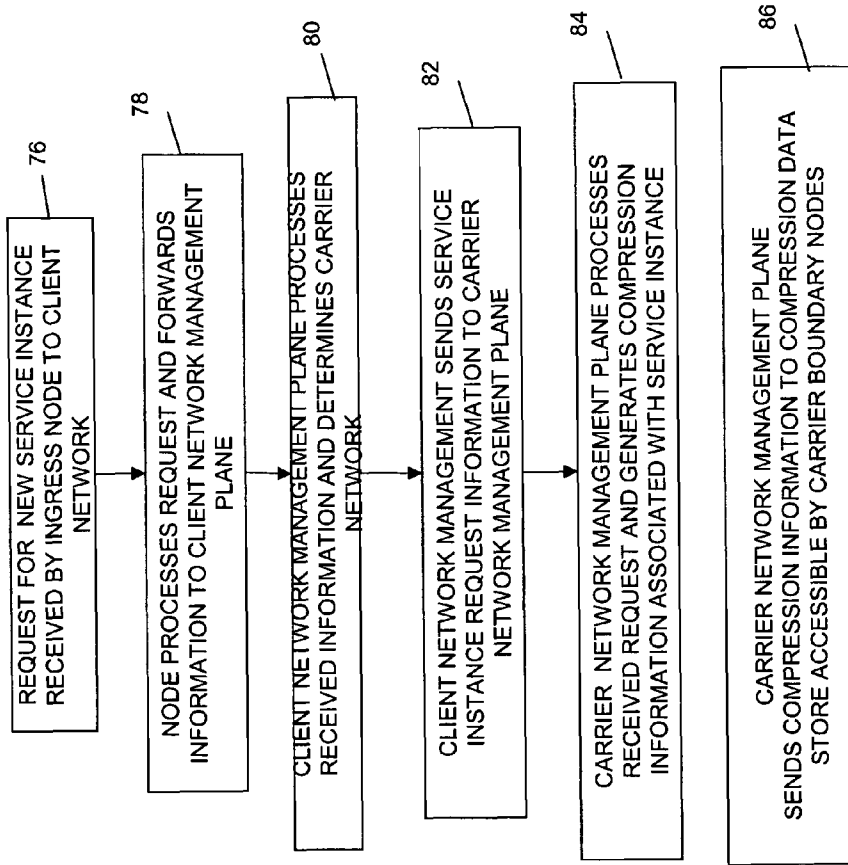 76
REQUEST FOR NEW SERVICE INSTANCE
RECEIVED BY INGRESS NODE TO CLIENT
NETWORK
78
NODE PROCESSES REQUEST AND FORWARDS
INFORMATION TO CLIENT NETWORK MANAGEMENT
PLANE
80
CLIENT NETWORK MANAGEMENT PLANE PROCESSES
RECEIVED INFORMATION AND DETERMINES CARRIER
NETWORK
82
CLIENT NETWORK MANAGEMENT SENDS SERVICE
INSTANCE REQUEST INFORMATION TO CARRIER
NETWORK MANAGEMENT PLANE
84
CARRIER NETWORK MANAGEMENT PLANE PROCESSES
RECEIVED REQUEST AND GENERATES COMPRESSION
INFORMATION ASSOCIATED WITH SERVICE INSTANCE
86
CARRIER NETWORK MANAGEMENT PLANE
SENDS COMPRESSION INFORMATION TO COMPRESSION DATA
STORE ACCESSIBLE BY CARRIER BOUNDARY NODES